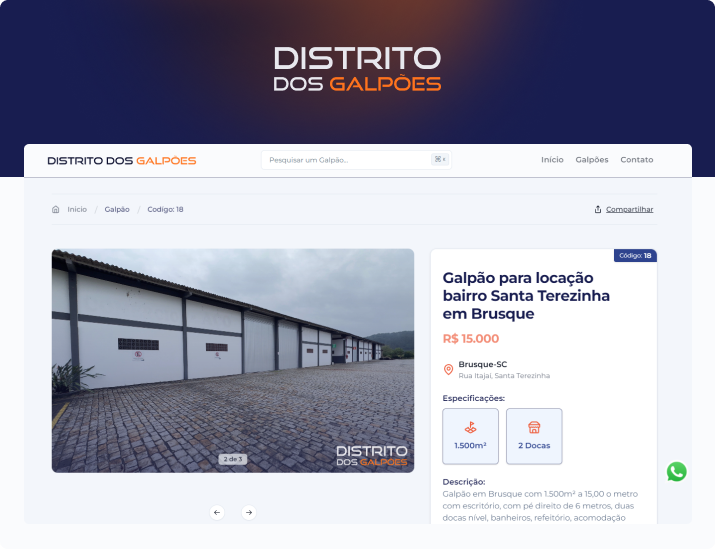 DISTRITO
DOS GALPÕES
DISTRITO DOS GALPÕES
Pesquisar um Galpão...
⌘ K
Início
Galpões
Contato
Início / Galpão / Codígo: 18
Compartilhar
Código: 18
Galpão para locação
bairro Santa Terezinha
em Brusque
R$ 15.000
Brusque-SC
Rua Itajaí, Santa Terezinha
Especificações:
1.500m²
2 Docas
2 de 3
DISTRITO
DOS GALPÕES
Descrição:
Galpão em Brusque com 1.500m² a 15,00 o metro
com escritório, com pé direito de 6 metros, duas
docas nível, banheiros, refeitório, acomodação